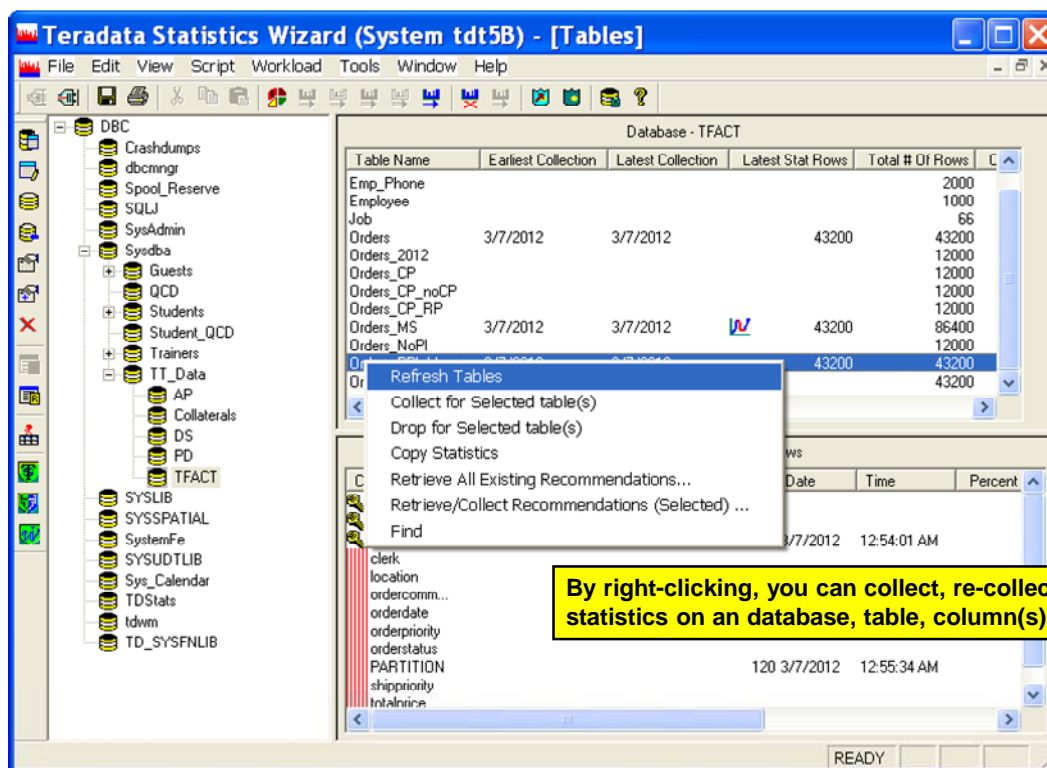 Teradata Statistics Wizard (System tdt5B) - [Tables]
File Edit View Script Workload Tools Window Help
DBC
Crashdumps
dbcmngr
Spool_Reserve
SQLJ
SysAdmin
Sysdba
Guests
QCD
Students
Student_QCD
Trainers
TT_Data
AP
Collaterals
DS
PD
TFACT
SYSLIB
SYSSPATIAL
SystemFe
SYSUDTLIB
Sys_Calendar
TDStats
tdwm
TD_SYSFNLIB
Database - TFACT
Table Name Earliest Collection Latest Collection Latest Stat Rows Total # Of Rows
Emp_Phone 2000
Employee 1000
Job 66
Orders 3/7/2012 3/7/2012 43200 43200
Orders_2012 12000
Orders_CP 12000
Orders_CP_noCP 12000
Orders_CP_RP 12000
Orders_MS 3/7/2012 3/7/2012 43200 86400
Orders_NoPI 12000
43200 43200
Or 43200
Refresh Tables
Collect for Selected table(s)
Drop for Selected table(s)
Copy Statistics
Retrieve All Existing Recommendations...
Retrieve/Collect Recommendations (Selected) ...
Find
ws
Date Time Percent
3/7/2012 12:54:01 AM
clerk
location
ordercomm...
orderdate
orderpriority
orderstatus
PARTITION 120 3/7/2012 12:55:34 AM
shippriority
totalprice
By right-clicking, you can collect, re-collec
statistics on an database, table, column(s)
READY